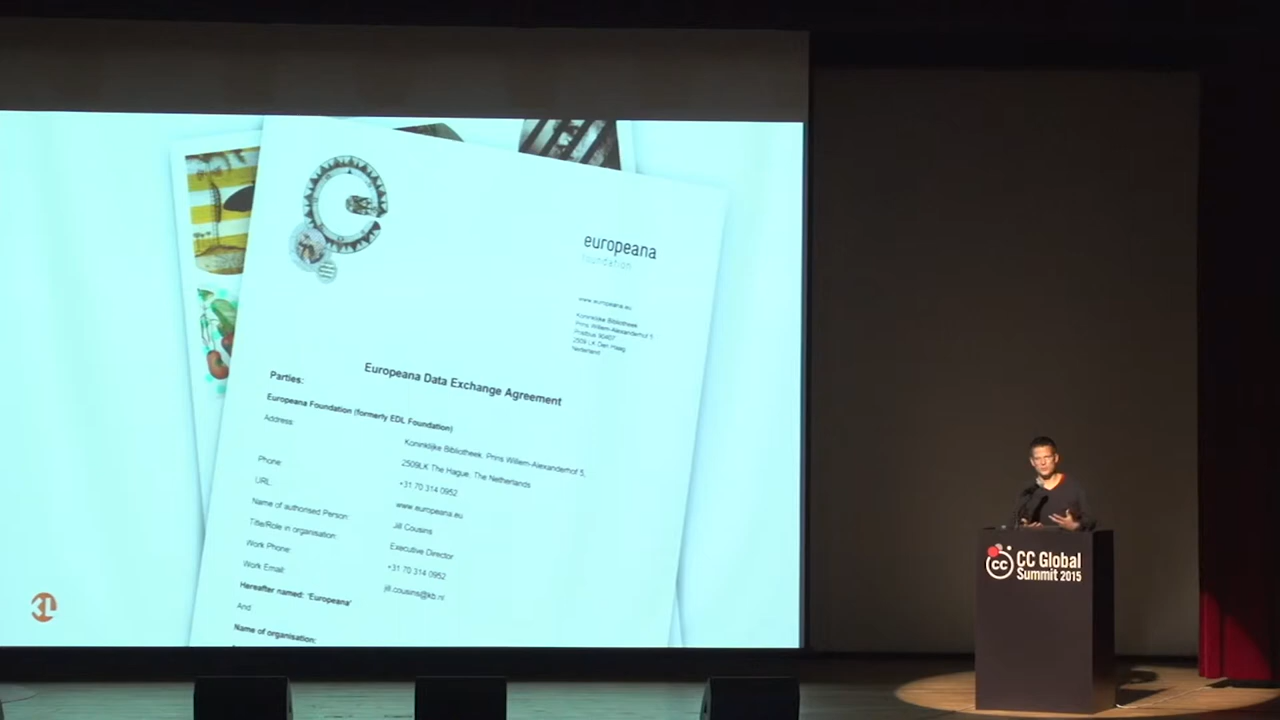 europeana
foundation
www.europeana.eu
Koninklijke Bibliotheek
Prins Willem-Alexanderhof 5
Postbus 90407
2509 LK Den Haag
Nederland
Europeana Data Exchange Agreement
Parties:
Europeana Foundation (formerly EDL Foundation)
Address
Koninklijke Bibliotheek, Prins Willem-Alexanderhof 5,
2509LK The Hague, The Netherlands
Phone: +31 70 314 0952
URL: www.europeana.eu
Name of authorised Person: Jill Cousins
Title/Role in organisation: Executive Director
Work Phone: +31 70 314 0952
Work Email: jill.cousins@kb.nl
Hereafter named: 'Europeana'
And
Name of organisation:
KL
cc CC Global
Summit 2015